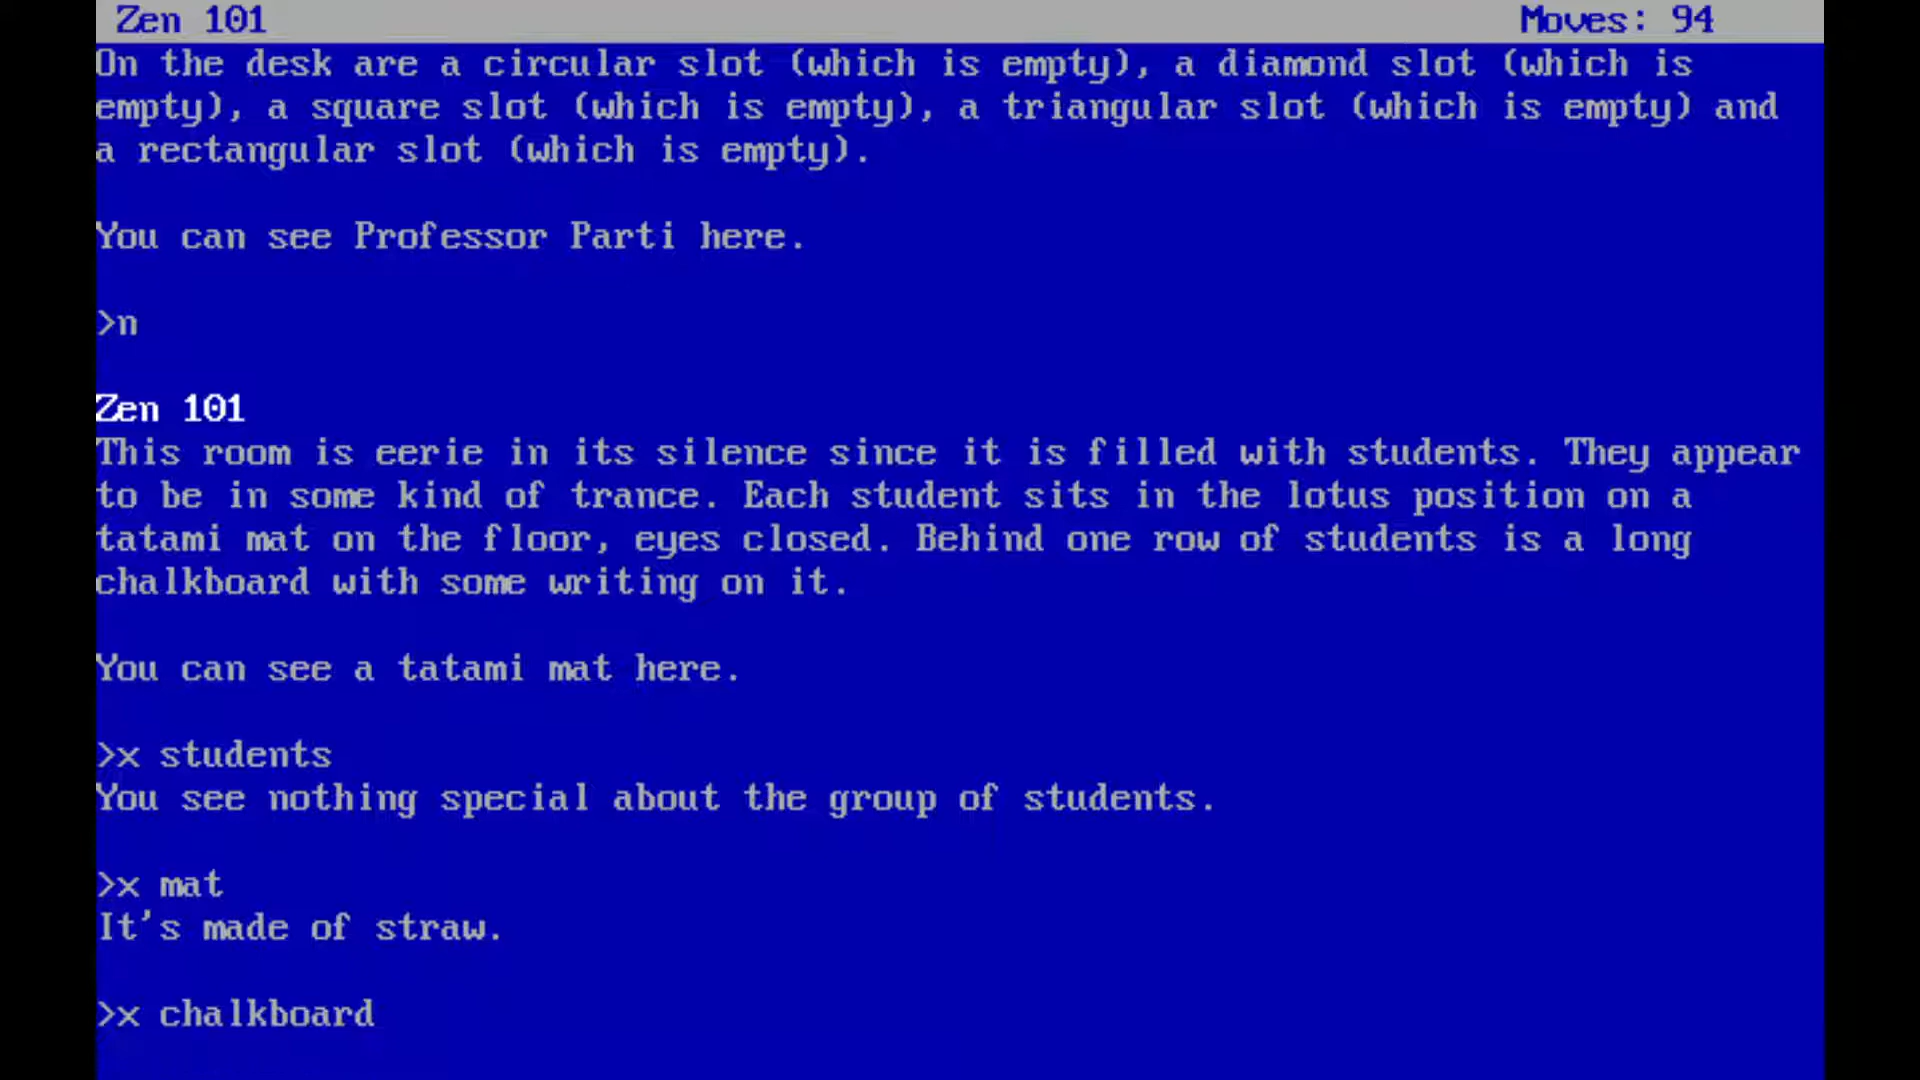 Zen 101 Moves: 94
On the desk are a circular slot (which is empty), a diamond slot (which is
empty), a square slot (which is empty), a triangular slot (which is empty) and
a rectangular slot (which is empty).
You can see Professor Parti here.
>n
Zen 101
This room is eerie in its silence since it is filled with students. They appear
to be in some kind of trance. Each student sits in the lotus position on a
tatami mat on the floor, eyes closed. Behind one row of students is a long
chalkboard with some writing on it.
You can see a tatami mat here.
>x students
You see nothing special about the group of students.
>x mat
It's made of straw.
>x chalkboard